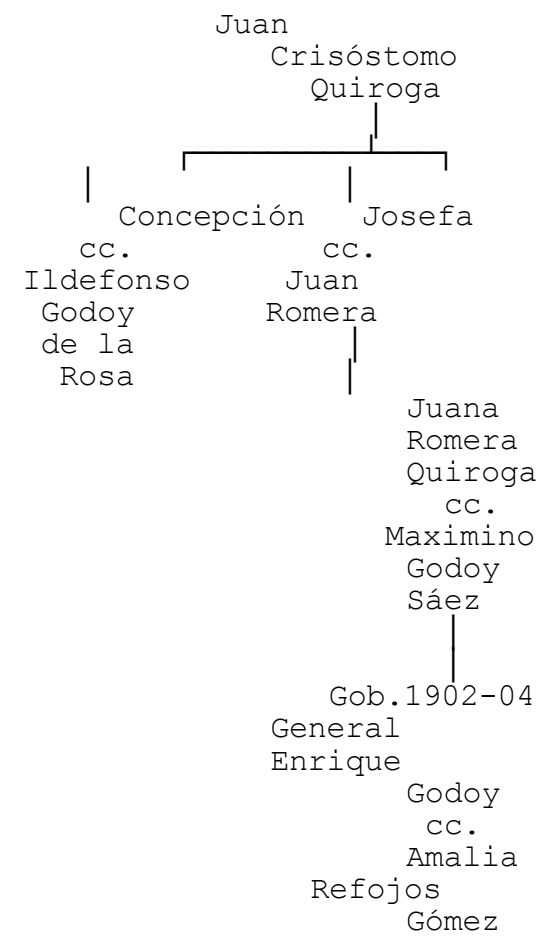 Juan
Crisóstomo
Quiroga
Concepción Josefa
cc. cc.
Ildefonso Juan
Godoy Romera
de la
Rosa
Juana
Romera
Quiroga
cc.
Maximino
Godoy
Sáez
Gob.1902-04
General
Enrique
Godoy
cc.
Amalia
Refojos
Gómez